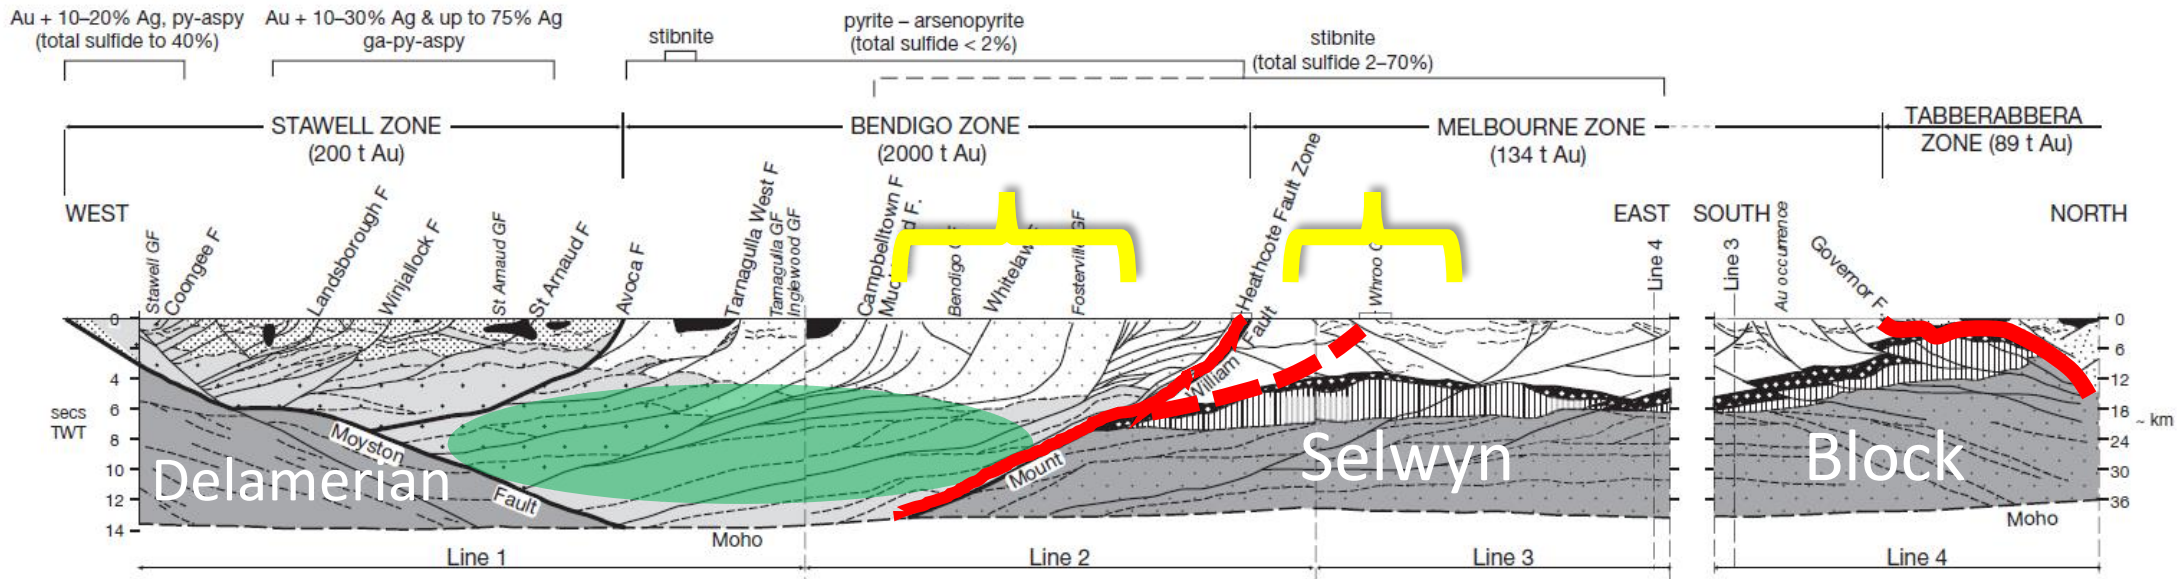 Au + 10–20% Ag, py-aspy
(total sulfide to 40%)
Au + 10–30% Ag & up to 75% Ag
ga-py-aspy
stibnite
pyrite – arsenopyrite
(total sulfide < 2%)
stibnite
(total sulfide 2–70%)
STAWELL ZONE
(200 t Au)
BENDIGO ZONE
(2000 t Au)
MELBOURNE ZONE
(134 t Au)
TABBERABBERA
ZONE (89 t Au)
WEST
EAST
SOUTH
NORTH
Stawell GF
Coongee F
Landsborough F
Winjallock F
St Arnaud GF
St Arnaud F
Avoca F
Tarnagulla West F
Tarnagulla GF
Inglewood GF
Campbelltown F
F.
Bendigo
Whitelaw
Fosterville GF
Heathcote Fault Zone
Whroo
Line 4
Line 3
Au occurrence
Governor F
0
4
6
8
10
12
14
secs
TWT
0
6
12
18
24
30
36
~ km
Moyston
Fault
Mount
William Fault
Delamerian
Selwyn
Block
Moho
Moho
Line 1
Line 2
Line 3
Line 4